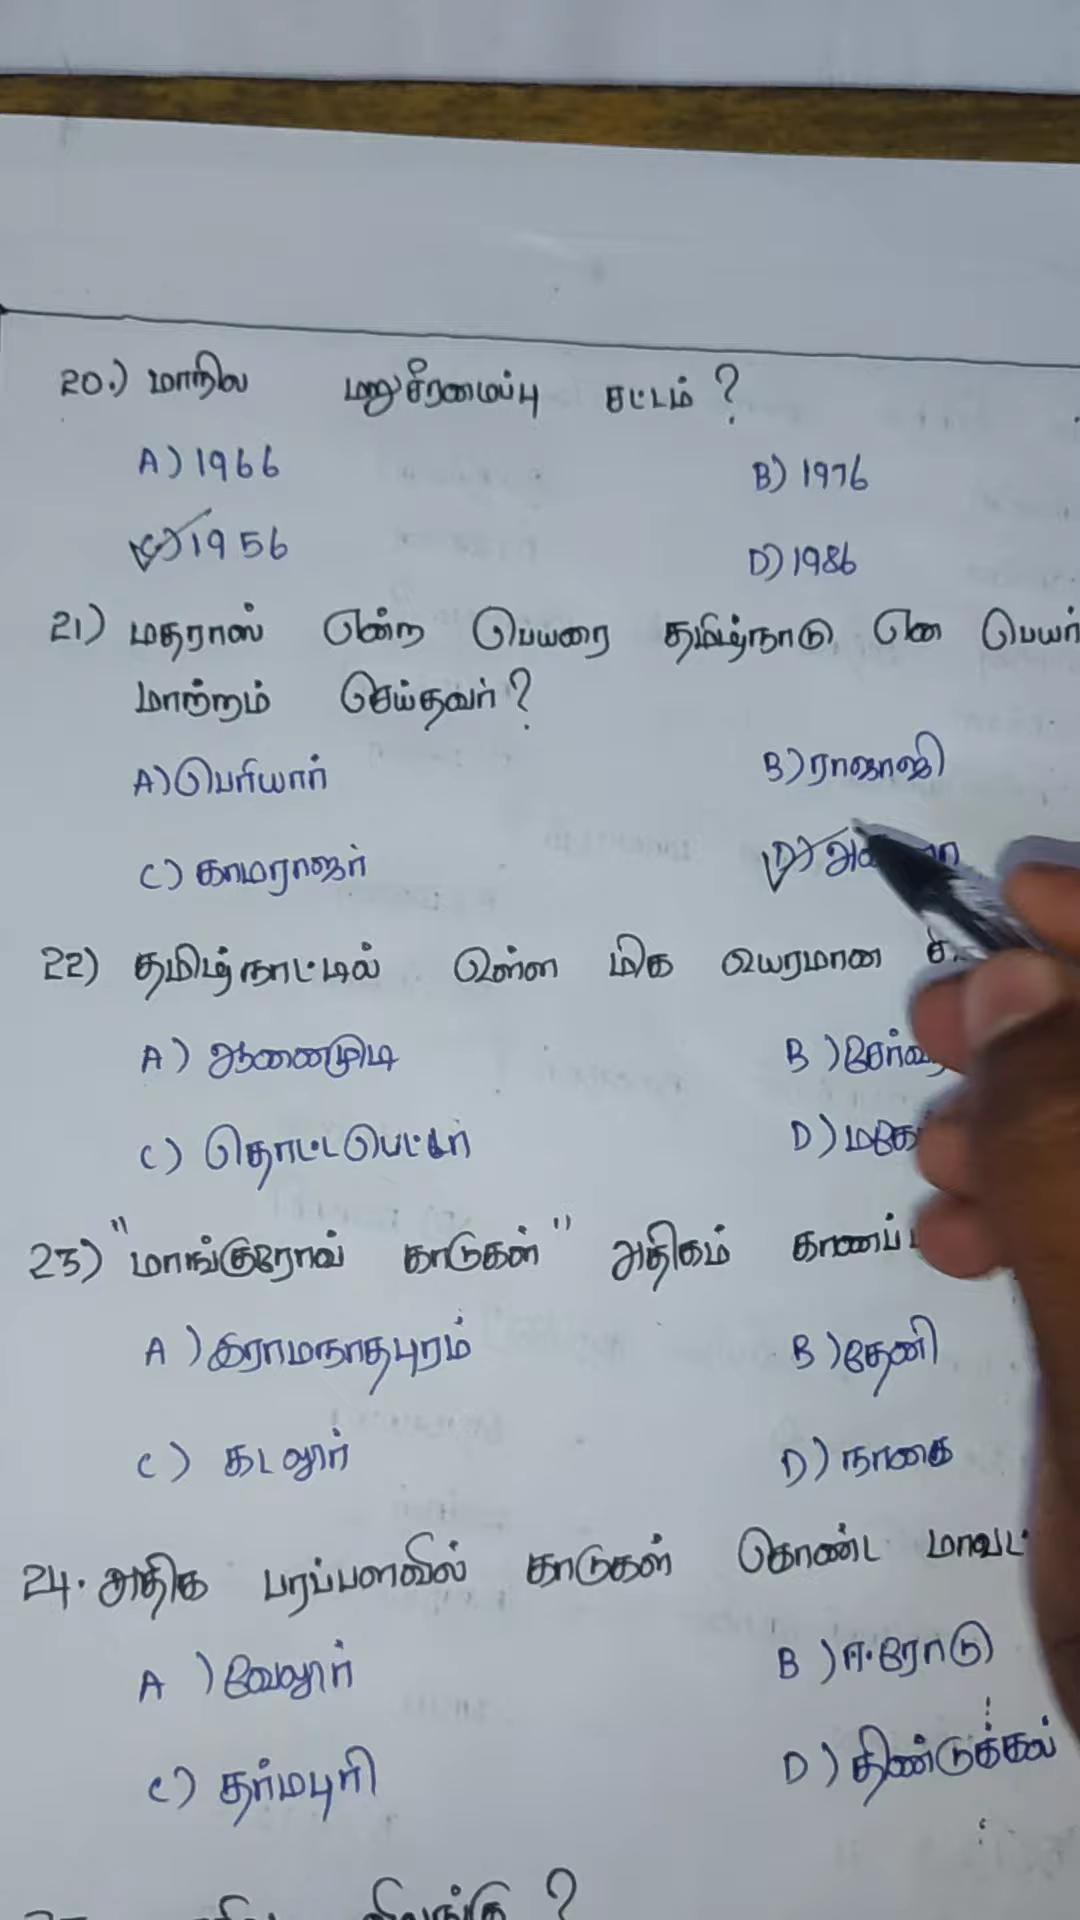 20.) மாநில மறுசீரமைப்பு சட்டம்?
A) 1966 B) 1976
C) 1956 D) 1986
21) மதராஸ் என்ற பெயரை தமிழ்நாடு என பெயர்
மாற்றம் செய்தவர்?
A) பெரியார் B) ராஜாஜி
C) காமராஜர் D)
22) தமிழ்நாட்டில் உள்ள மிக உயரமான
A) ஆனைமுடி B)
C) தொட்டபெட்டா D)
23) "மாங்குரோவ் காடுகள்" அதிகம்
A) இராமநாதபுரம் B) தேனி
C) கடலூர் D) நாகை
24. அதிக பரப்பளவில் காடுகள் கொண்ட
A) வேலூர் B) ஈரோடு
C) தர்மபுரி D) திண்டுக்கல்